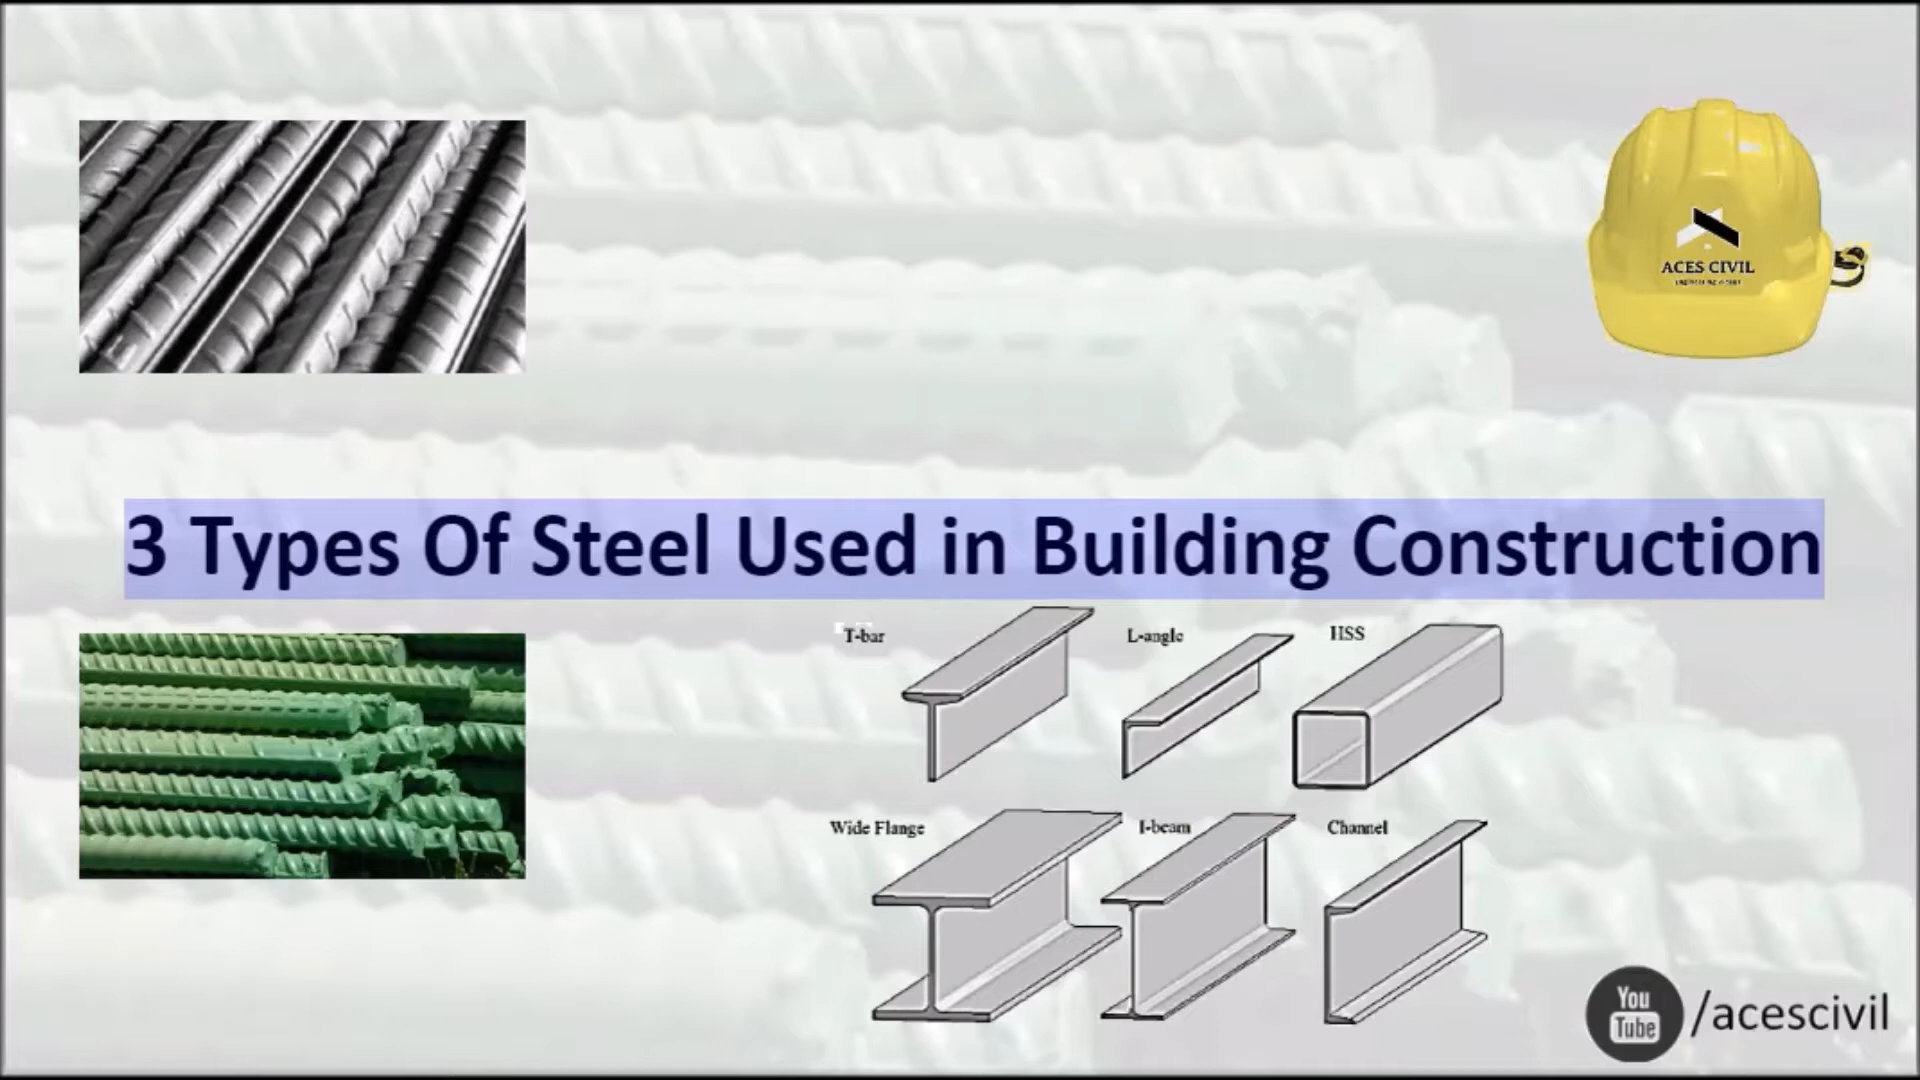 ACES CIVIL
3 Types Of Steel Used in Building Construction
T-bar
L-angle
HSS
Wide Flange
I-beam
Channel
You
Tube
/acescivil